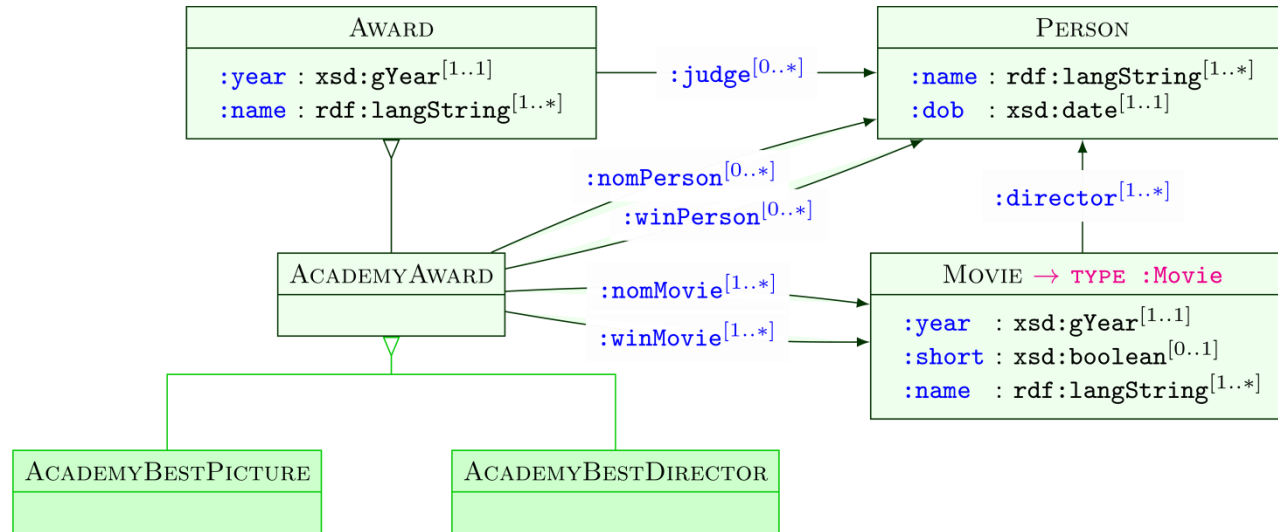 AWARD
:year : xsd:gYear[1..1]
:name : rdf:langString[1..*]
:judge[0..*]
PERSON
:name : rdf:langString[1..*]
:dob : xsd:date[1..1]
:nomPerson[0..*]
:winPerson[0..*]
:director[1..*]
ACADEMYAWARD
:nomMovie[1..*]
:winMovie[1..*]
MOVIE → TYPE :Movie
:year : xsd:gYear[1..1]
:short : xsd:boolean[0..1]
:name : rdf:langString[1..*]
ACADEMYBESTPICTURE
ACADEMYBESTDIRECTOR